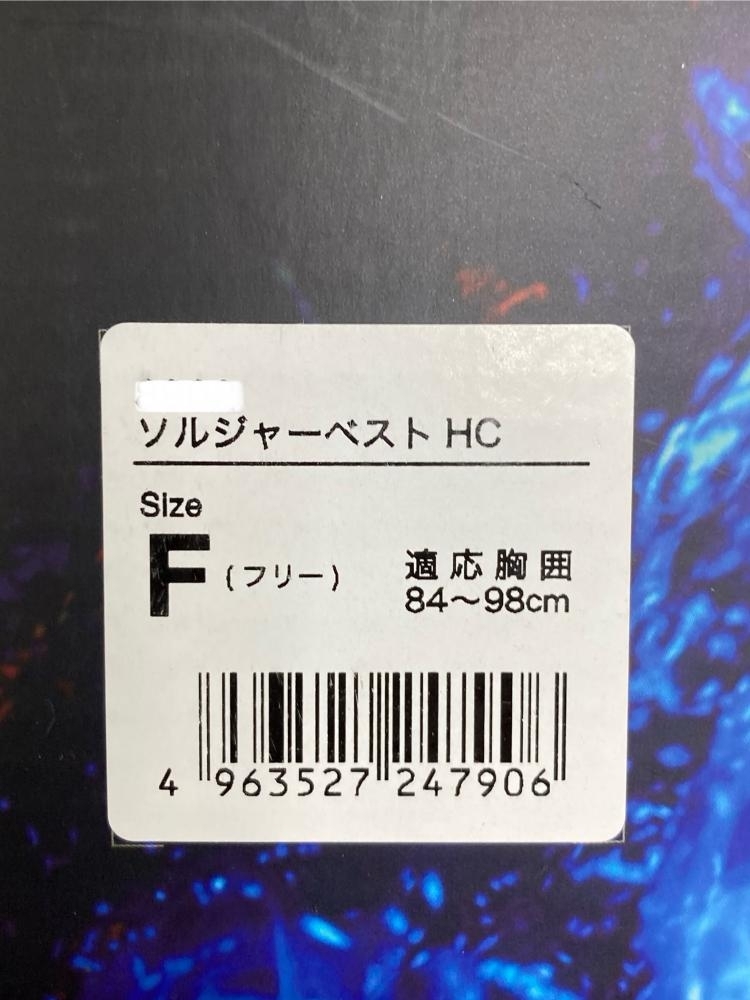 ソルジャーベスト HC
Size
F (フリー)
適応胸囲
84～98cm
4 963527 247906